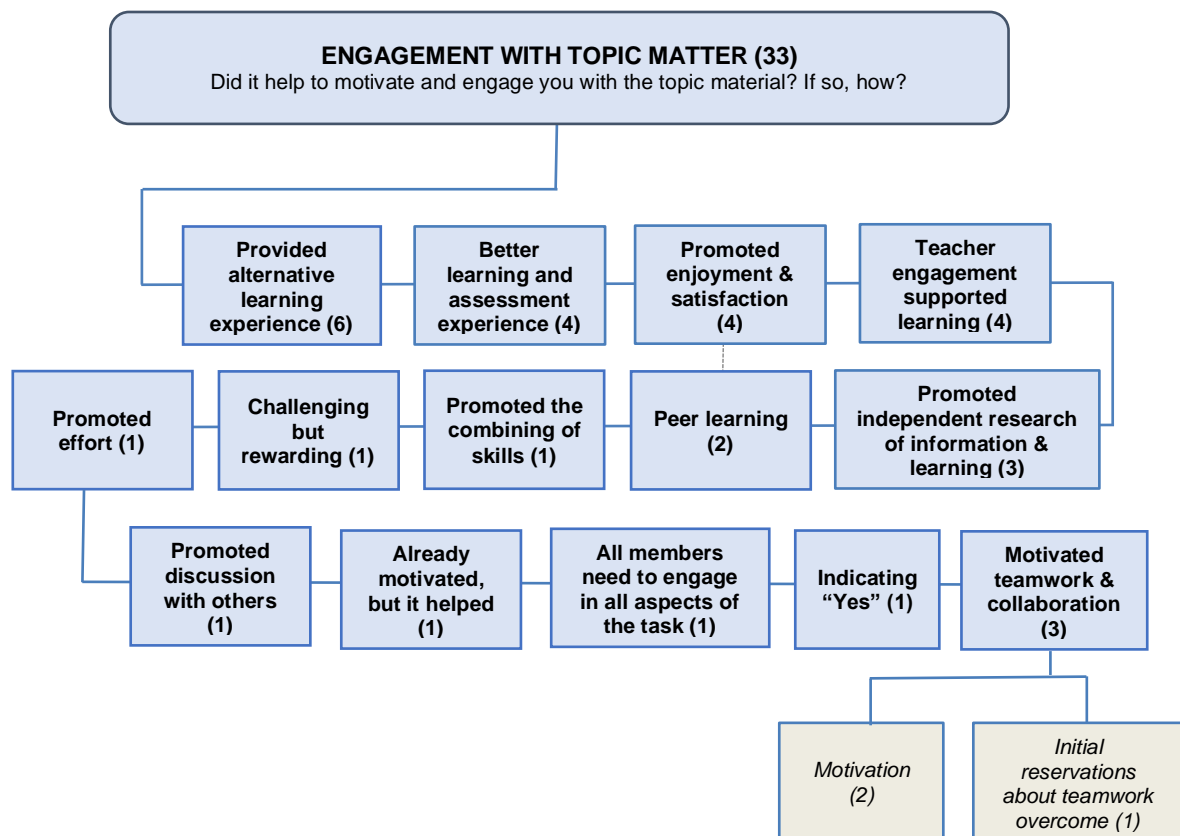 ENGAGEMENT WITH TOPIC MATTER (33)
Did it help to motivate and engage you with the topic material? If so, how?
Provided
alternative
learning
experience (6)
Better
learning and
assessment
experience (4)
Promoted
enjoyment &
satisfaction
(4)
Teacher
engagement
supported
learning (4)
Promoted
effort (1)
Challenging
but
rewarding (1)
Promoted the
combining of
skills (1)
Peer learning
(2)
Promoted
independent research
of information &
learning (3)
Promoted
discussion
with others
(1)
Already
motivated,
but it helped
(1)
All members
need to engage
in all aspects of
the task (1)
Indicating
“Yes” (1)
Motivated
teamwork &
collaboration
(3)
Motivation
(2)
Initial
reservations
about teamwork
overcome (1)